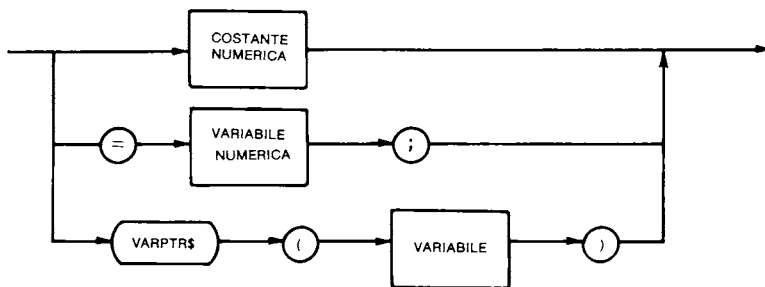 COSTANTE
NUMERICA
=
VARIABILE
NUMERICA
;
VARPTR$
(
VARIABILE
)